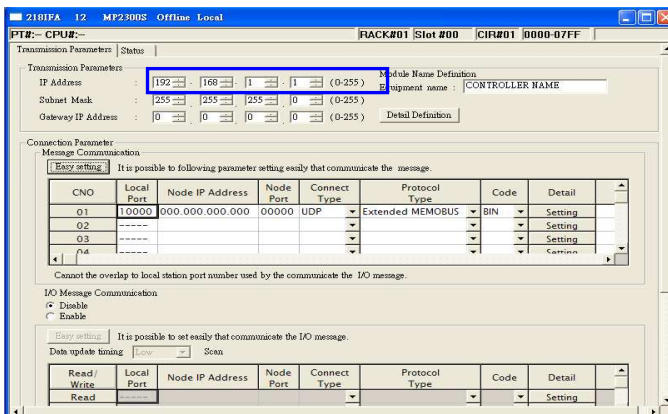 218IFA 12 MP2300S Offline Local
PT#:– CPU#:– RACK#01 Slot #00 CIR#01 0000-07FF
Transmission Parameters Status
Transmission Parameters
Module Name Definition
IP Address : 192 . 168 . 1 . 1 (0-255) Equipment name : CONTROLLER NAME
Subnet Mask : 255 . 255 . 255 . 0 (0-255)
Gateway IP Address : 0 . 0 . 0 . 0 (0-255) Detail Definition
Connection Parameter
Message Communication
Easy setting It is possible to following parameter setting easily that communicate the message.
CNO Local Port Node IP Address Node Port Connect Type Protocol Type Code Detail
01 10000 000.000.000.000 00000 UDP Extended MEMOBUS BIN Setting
02 ----- Setting
03 ----- Setting
04 ----- Setting
Cannot the overlap to local station port number used by the communicate the I/O message.
I/O Message Communication
Disable
Enable
Easy setting It is possible to set easily that communicate the I/O message.
Data update timing Low Scan
Read/ Write Local Port Node IP Address Node Port Connect Type Protocol Type Code Detail
Read ----- Setting